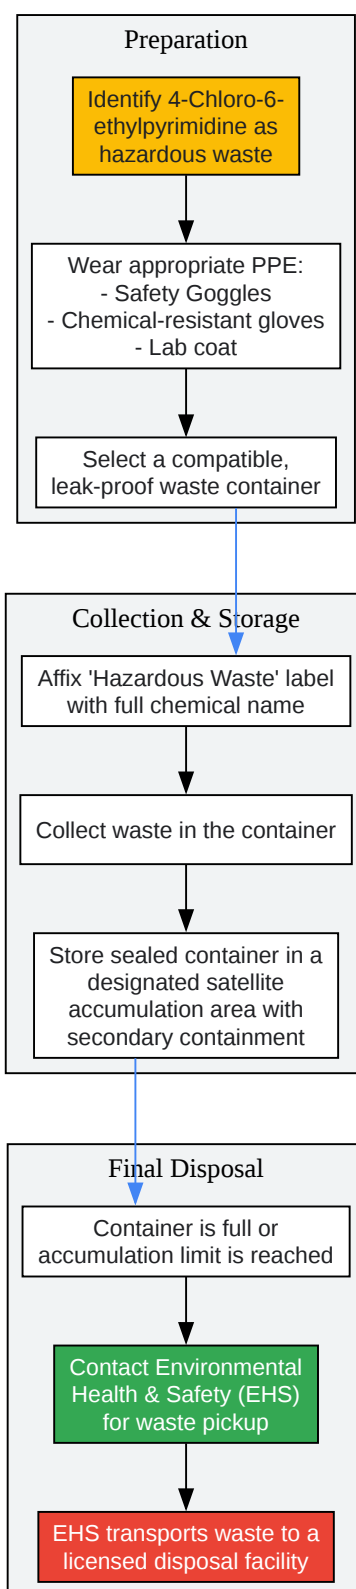 Preparation
Identify 4-Chloro-6-
ethylpyrimidine as
hazardous waste
Wear appropriate PPE:
- Safety Goggles
- Chemical-resistant gloves
- Lab coat
Select a compatible,
leak-proof waste container
Collection & Storage
Affix 'Hazardous Waste' label
with full chemical name
Collect waste in the container
Store sealed container in a
designated satellite
accumulation area with
secondary containment
Final Disposal
Container is full or
accumulation limit is reached
Contact Environmental
Health & Safety (EHS)
for waste pickup
EHS transports waste to a
licensed disposal facility